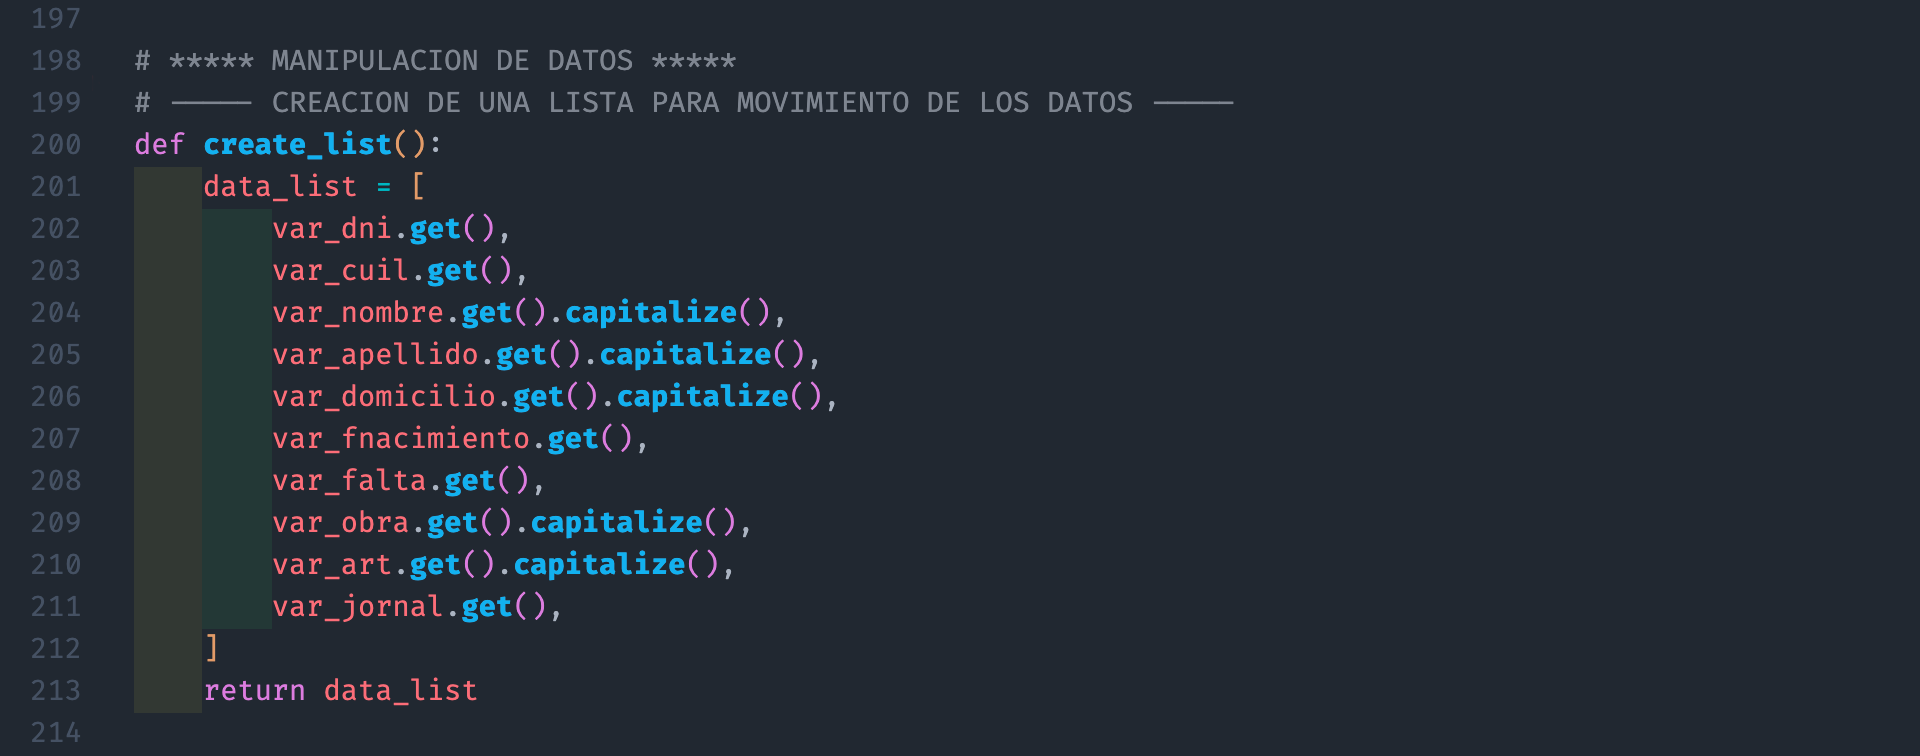 197
198 # ***** MANIPULACION DE DATOS *****
199 # ----- CREACION DE UNA LISTA PARA MOVIMIENTO DE LOS DATOS -----
200 def create_list():
201     data_list = [
202         var_dni.get(),
203         var_cuil.get(),
204         var_nombre.get().capitalize(),
205         var_apellido.get().capitalize(),
206         var_domicilio.get().capitalize(),
207         var_fnacimiento.get(),
208         var_falta.get(),
209         var_obra.get().capitalize(),
210         var_art.get().capitalize(),
211         var_jornal.get(),
212     ]
213     return data_list
214